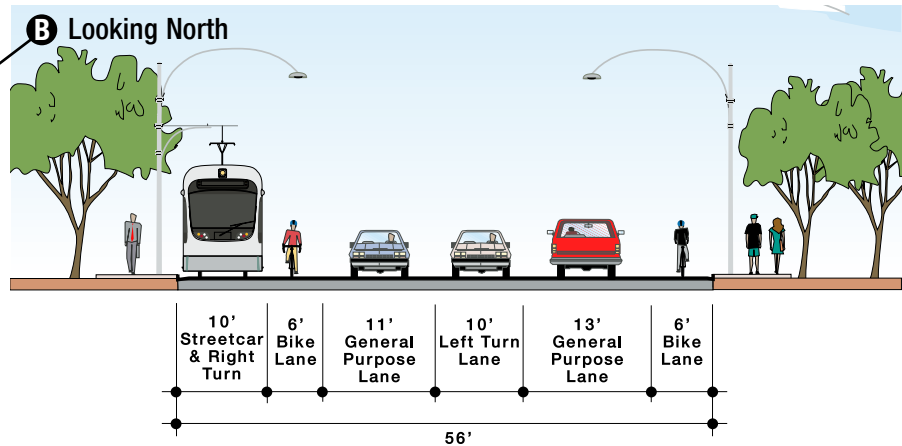 B Looking North
10'
Streetcar
& Right
Turn
6'
Bike
Lane
11'
General
Purpose
Lane
10'
Left Turn
Lane
13'
General
Purpose
Lane
6'
Bike
Lane
56'